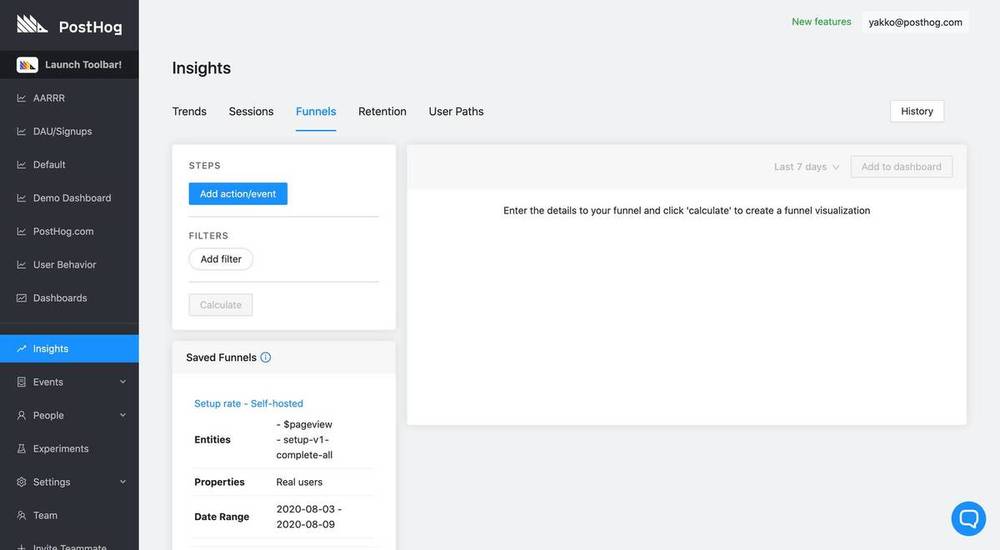 PostHog
Launch Toolbar!
AARRR
DAU/Signups
Default
Demo Dashboard
PostHog.com
User Behavior
Dashboards
Insights
Events
People
Experiments
Settings
Team
Invite Teammate
New features
yakko@posthog.com
Insights
Trends
Sessions
Funnels
Retention
User Paths
History
STEPS
Add action/event
FILTERS
Add filter
Calculate
Saved Funnels
Setup rate - Self-hosted
Entities
- $pageview
- setup-v1-
complete-all
Properties
Real users
Date Range
2020-08-03 -
2020-08-09
Last 7 days
Add to dashboard
Enter the details to your funnel and click 'calculate' to create a funnel visualization